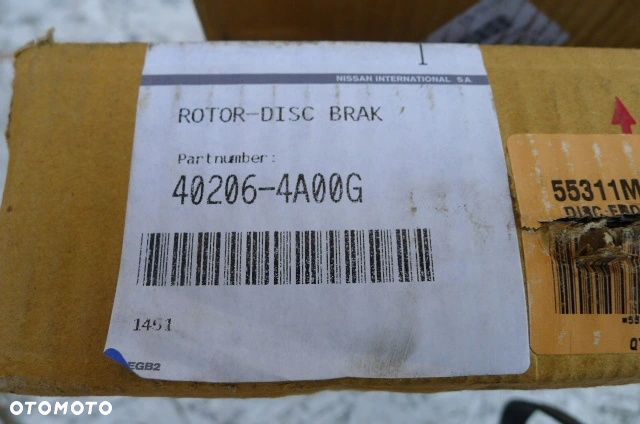 NISSAN INTERNATIONAL SA
ROTOR-DISC BRAK
Partnumber:
40206-4A00G
1451
EGB2
55311M
OTOMOTO